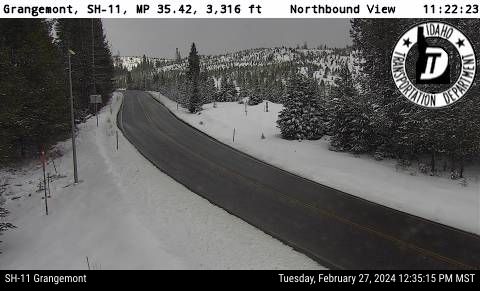 Grangemont, SH-11, MP 35.42, 3,316 ft Northbound View 11:22:23
IDAHO
TRANSPORTATION DEPARTMENT
SH-11 Grangemont Tuesday, February 27, 2024 12:35:15 PM MST